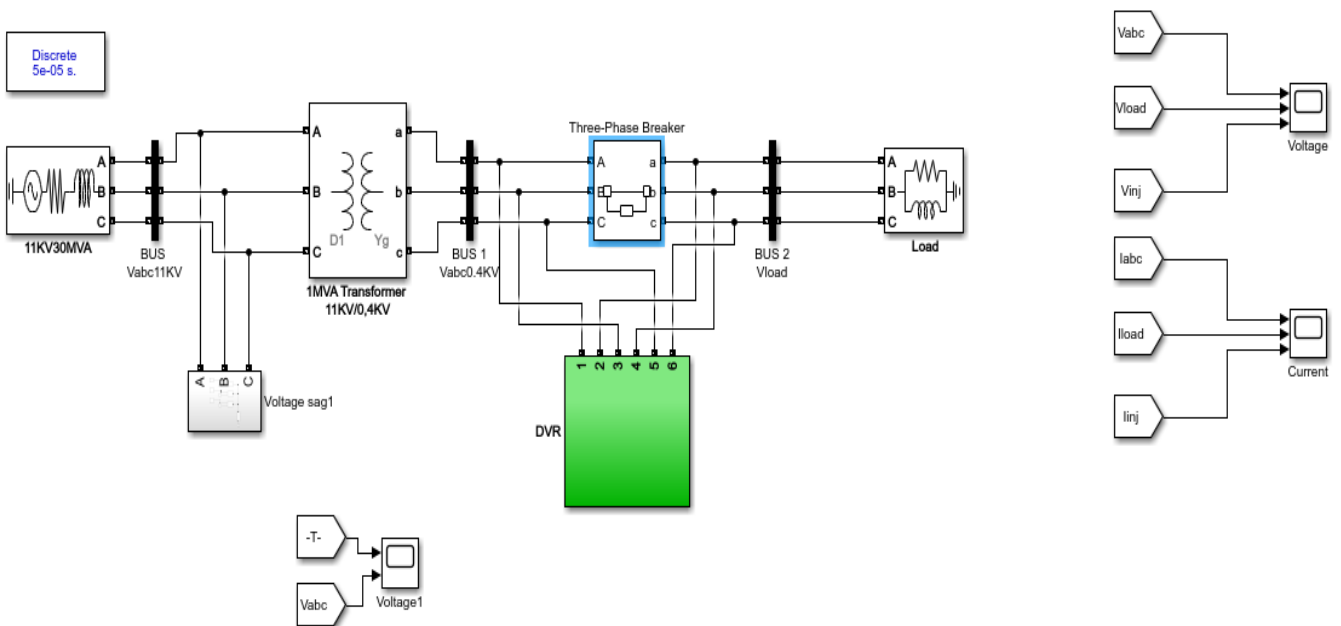 Discrete
5e-05 s.
A
B
C
11KV30MVA
BUS
Vabc11KV
A
B
C
a
b
c
D1
Yg
1MVA Transformer
11KV/0,4KV
BUS 1
Vabc0.4KV
Three-Phase Breaker
A
B
C
a
b
c
BUS 2
Vload
A
B
C
Load
A
B
C
Voltage sag1
1
2
3
4
5
6
DVR
-T-
Vabc
Voltage1
Vabc
Vload
Vinj
Voltage
Iabc
Iload
Iinj
Current